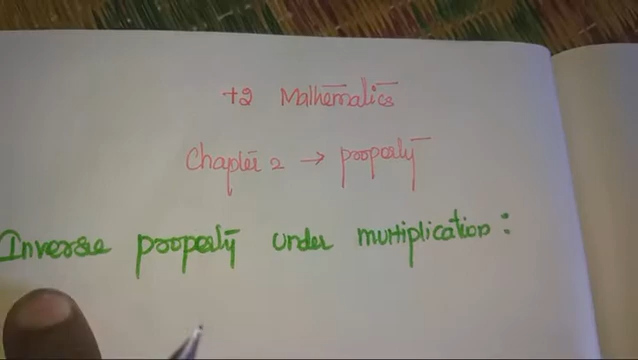 +2 Mathematics
Chapter 2 → property
Inverse property under multiplication: